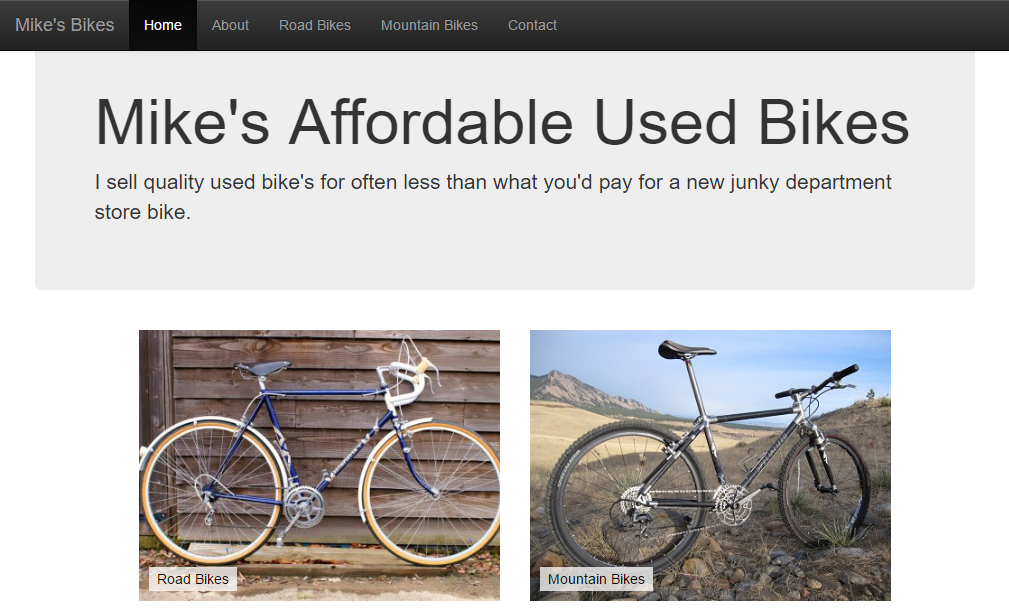 Mike's Bikes Home About Road Bikes Mountain Bikes Contact
Mike's Affordable Used Bikes
I sell quality used bike's for often less than what you'd pay for a new junky department
store bike.
Road Bikes
Mountain Bikes